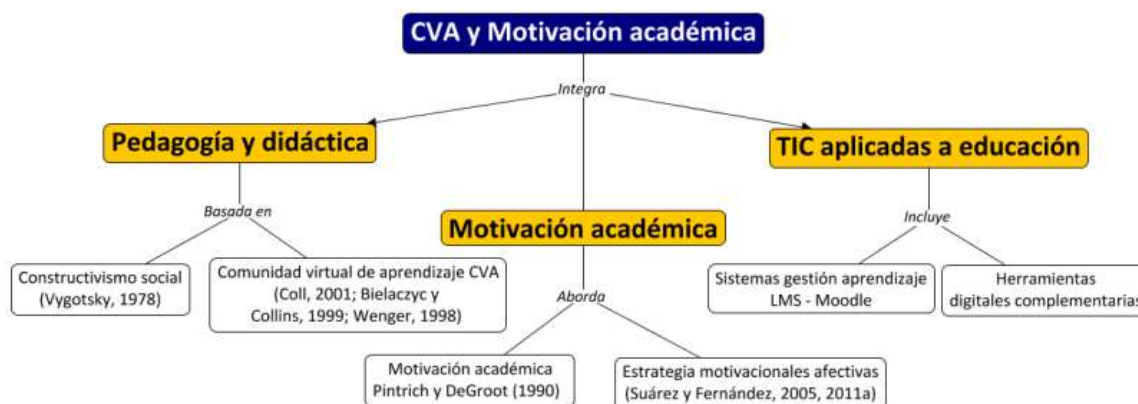 CVA y Motivación académica
Integra
Pedagogía y didáctica
TIC aplicadas a educación
Basada en
Motivación académica
Incluye
Constructivismo social
(Vygotsky, 1978)
Comunidad virtual de aprendizaje CVA
(Coll, 2001; Bielaczyc y
Collins, 1999; Wenger, 1998)
Aborda
Sistemas gestión aprendizaje
LMS - Moodle
Herramientas
digitales complementarias
Motivación académica
Pintrich y DeGroot (1990)
Estrategia motivacionales afectivas
(Suárez y Fernández, 2005, 2011a)